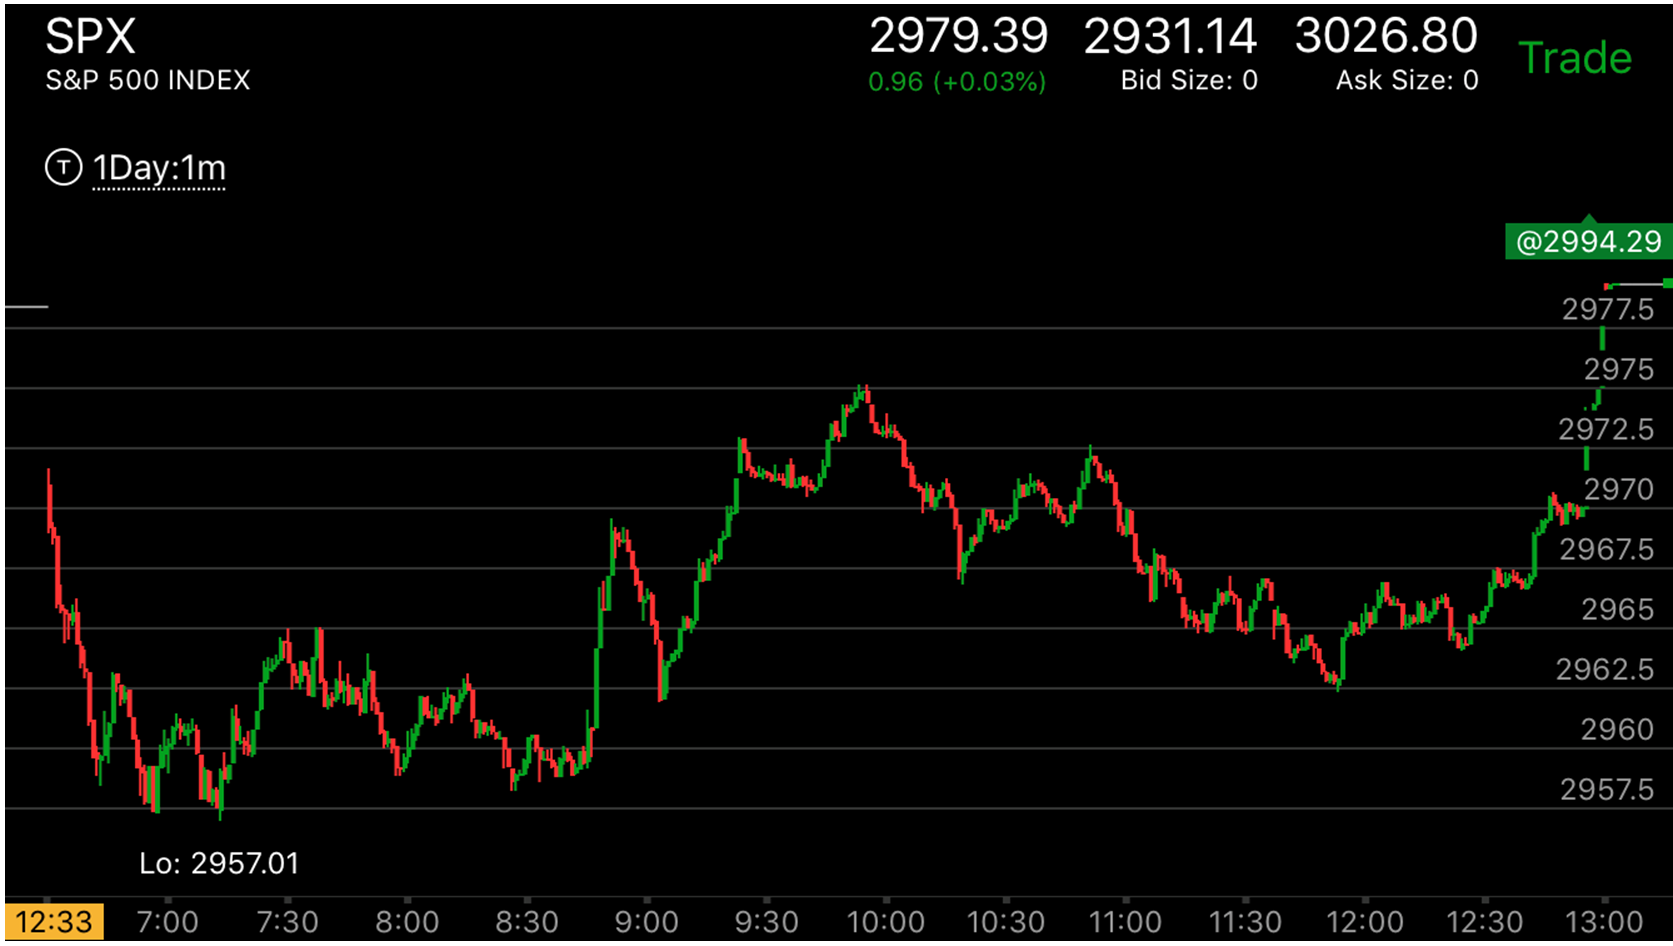 SPX
S&P 500 INDEX
2979.39
0.96 (+0.03%)
2931.14
Bid Size: 0
3026.80
Ask Size: 0
Trade
T 1Day:1m
@2994.29
2977.5
2975
2972.5
2970
2967.5
2965
2962.5
2960
2957.5
Lo: 2957.01
12:33 7:00 7:30 8:00 8:30 9:00 9:30 10:00 10:30 11:00 11:30 12:00 12:30 13:00